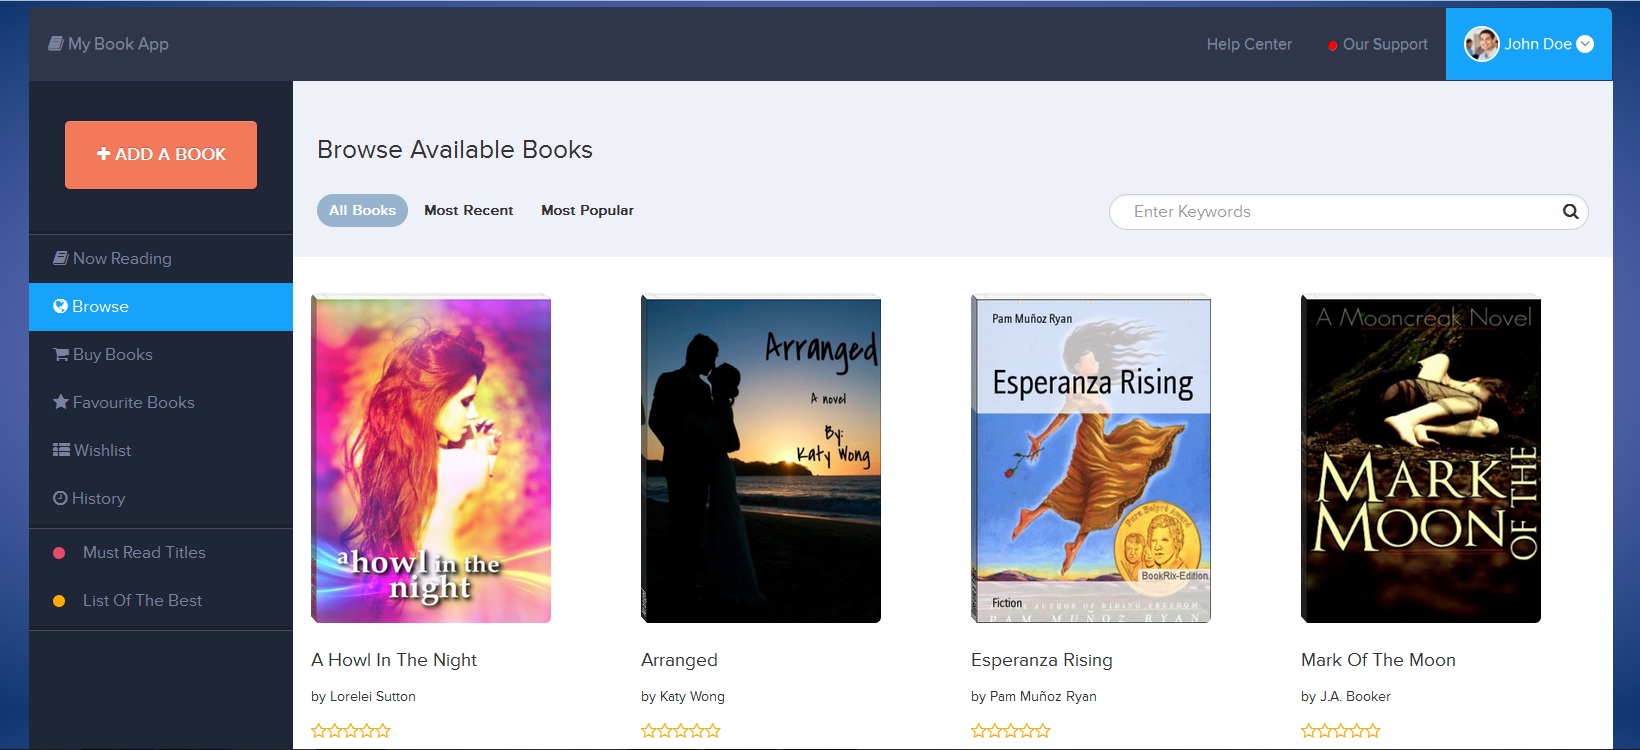 My Book App
Help Center
Our Support
John Doe
ADD A BOOK
Now Reading
Browse
Buy Books
Favourite Books
Wishlist
History
Must Read Titles
List Of The Best
Browse Available Books
All Books
Most Recent
Most Popular
Enter Keywords
a howl in the
night
A Howl In The Night
by Lorelei Sutton
Arranged
A novel
By:
Katy Wong
Arranged
by Katy Wong
Pam Muñoz Ryan
Esperanza Rising
Pura Belpré Award
BookRix-Edition
Fiction
AUTHOR OF RIDING FREEDOM
PAM MUÑOZ RYAN
Esperanza Rising
by Pam Muñoz Ryan
A Mooncreak Novel
MARK
OF THE
MOON
Mark Of The Moon
by J.A. Booker